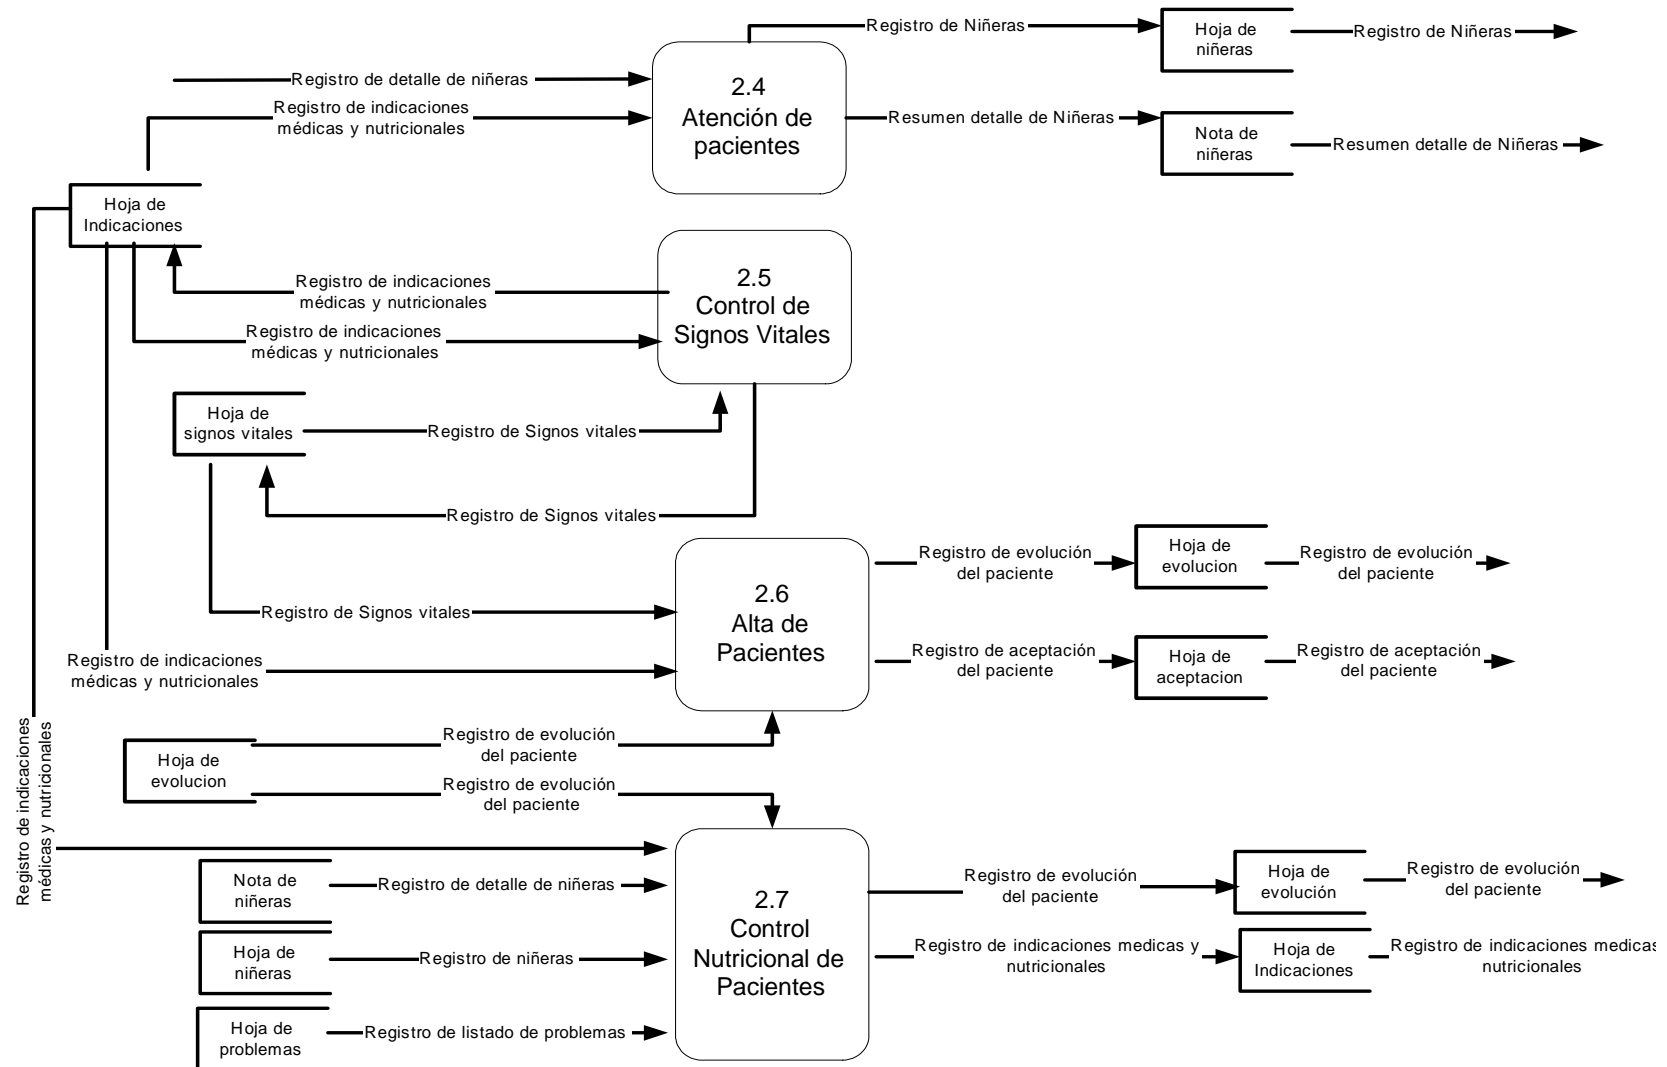 Registro de Niñeras
Hoja de
niñeras
Registro de Niñeras
Registro de detalle de niñeras
2.4
Atención de
pacientes
Registro de indicaciones
médicas y nutricionales
Resumen detalle de Niñeras
Nota de
niñeras
Resumen detalle de Niñeras
Hoja de
Indicaciones
2.5
Control de
Signos Vitales
Registro de indicaciones
médicas y nutricionales
Registro de indicaciones
médicas y nutricionales
Hoja de
signos vitales
Registro de Signos vitales
Registro de Signos vitales
2.6
Alta de
Pacientes
Registro de evolución
del paciente
Hoja de
evolucion
Registro de evolución
del paciente
Registro de Signos vitales
Registro de indicaciones
médicas y nutricionales
Registro de aceptación
del paciente
Hoja de
aceptacion
Registro de aceptación
del paciente
Registro de indicaciones
médicas y nutricionales
Hoja de
evolucion
Registro de evolución
del paciente
Registro de evolución
del paciente
2.7
Control
Nutricional de
Pacientes
Nota de
niñeras
Registro de detalle de niñeras
Hoja de
niñeras
Registro de niñeras
Hoja de
problemas
Registro de listado de problemas
Registro de evolución
del paciente
Hoja de
evolución
Registro de evolución
del paciente
Registro de indicaciones medicas y
nutricionales
Hoja de
Indicaciones
Registro de indicaciones medicas
nutricionales